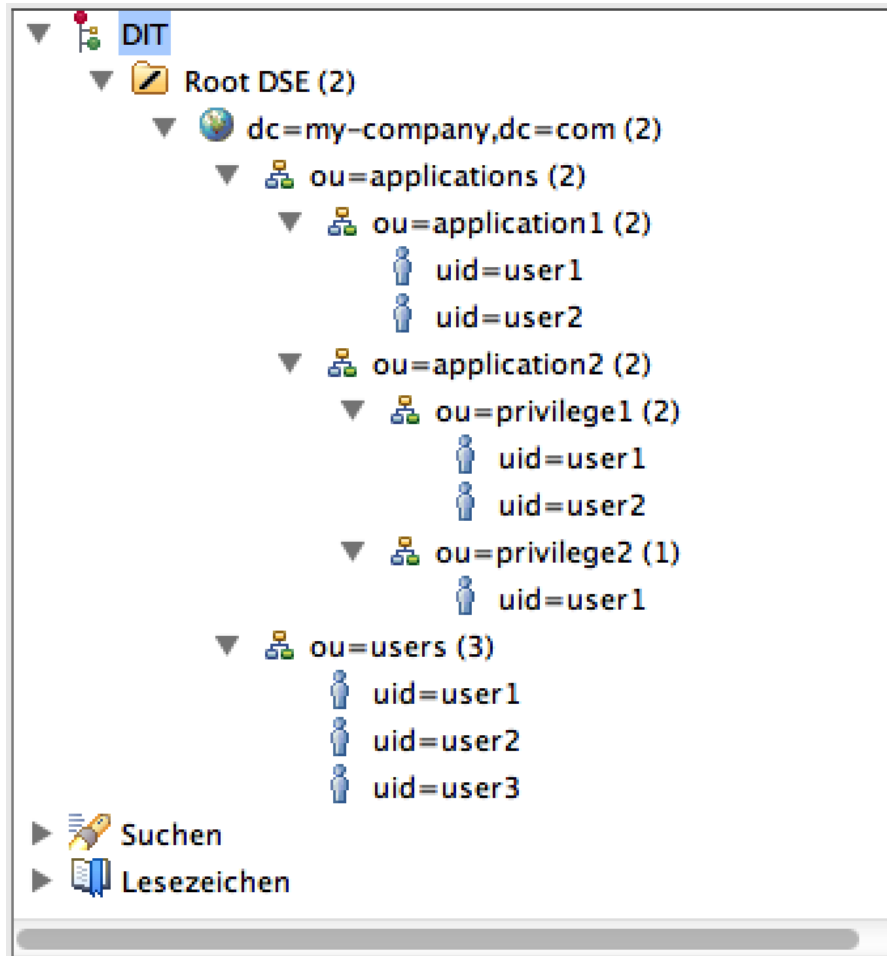 DIT
Root DSE (2)
dc=my-company,dc=com (2)
ou=applications (2)
ou=application1 (2)
uid=user1
uid=user2
ou=application2 (2)
ou=privilege1 (2)
uid=user1
uid=user2
ou=privilege2 (1)
uid=user1
ou=users (3)
uid=user1
uid=user2
uid=user3
Suchen
Lesezeichen